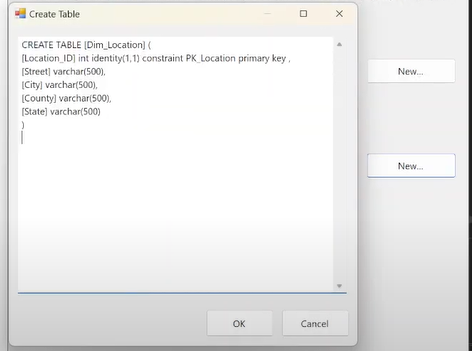 Create Table
CREATE TABLE [Dim_Location] (
[Location_ID] int identity(1,1) constraint PK_Location primary key ,
[Street] varchar(500),
[City] varchar(500),
[County] varchar(500),
[State] varchar(500)
)
New...
New...
OK
Cancel